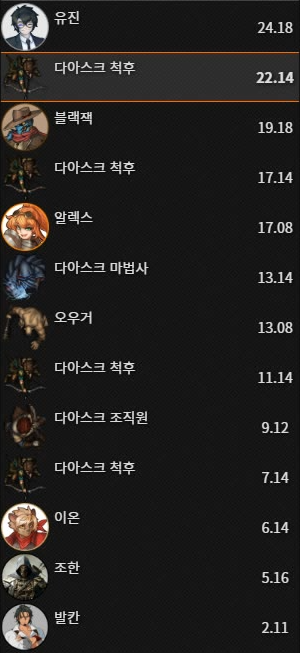 유진
24.18
다아스크 척후
22.14
블랙잭
19.18
다아스크 척후
17.14
알렉스
17.08
다아스크 마법사
13.14
오우거
13.08
다아스크 척후
11.14
다아스크 조직원
9.12
다아스크 척후
7.14
이온
6.14
조한
5.16
발칸
2.11